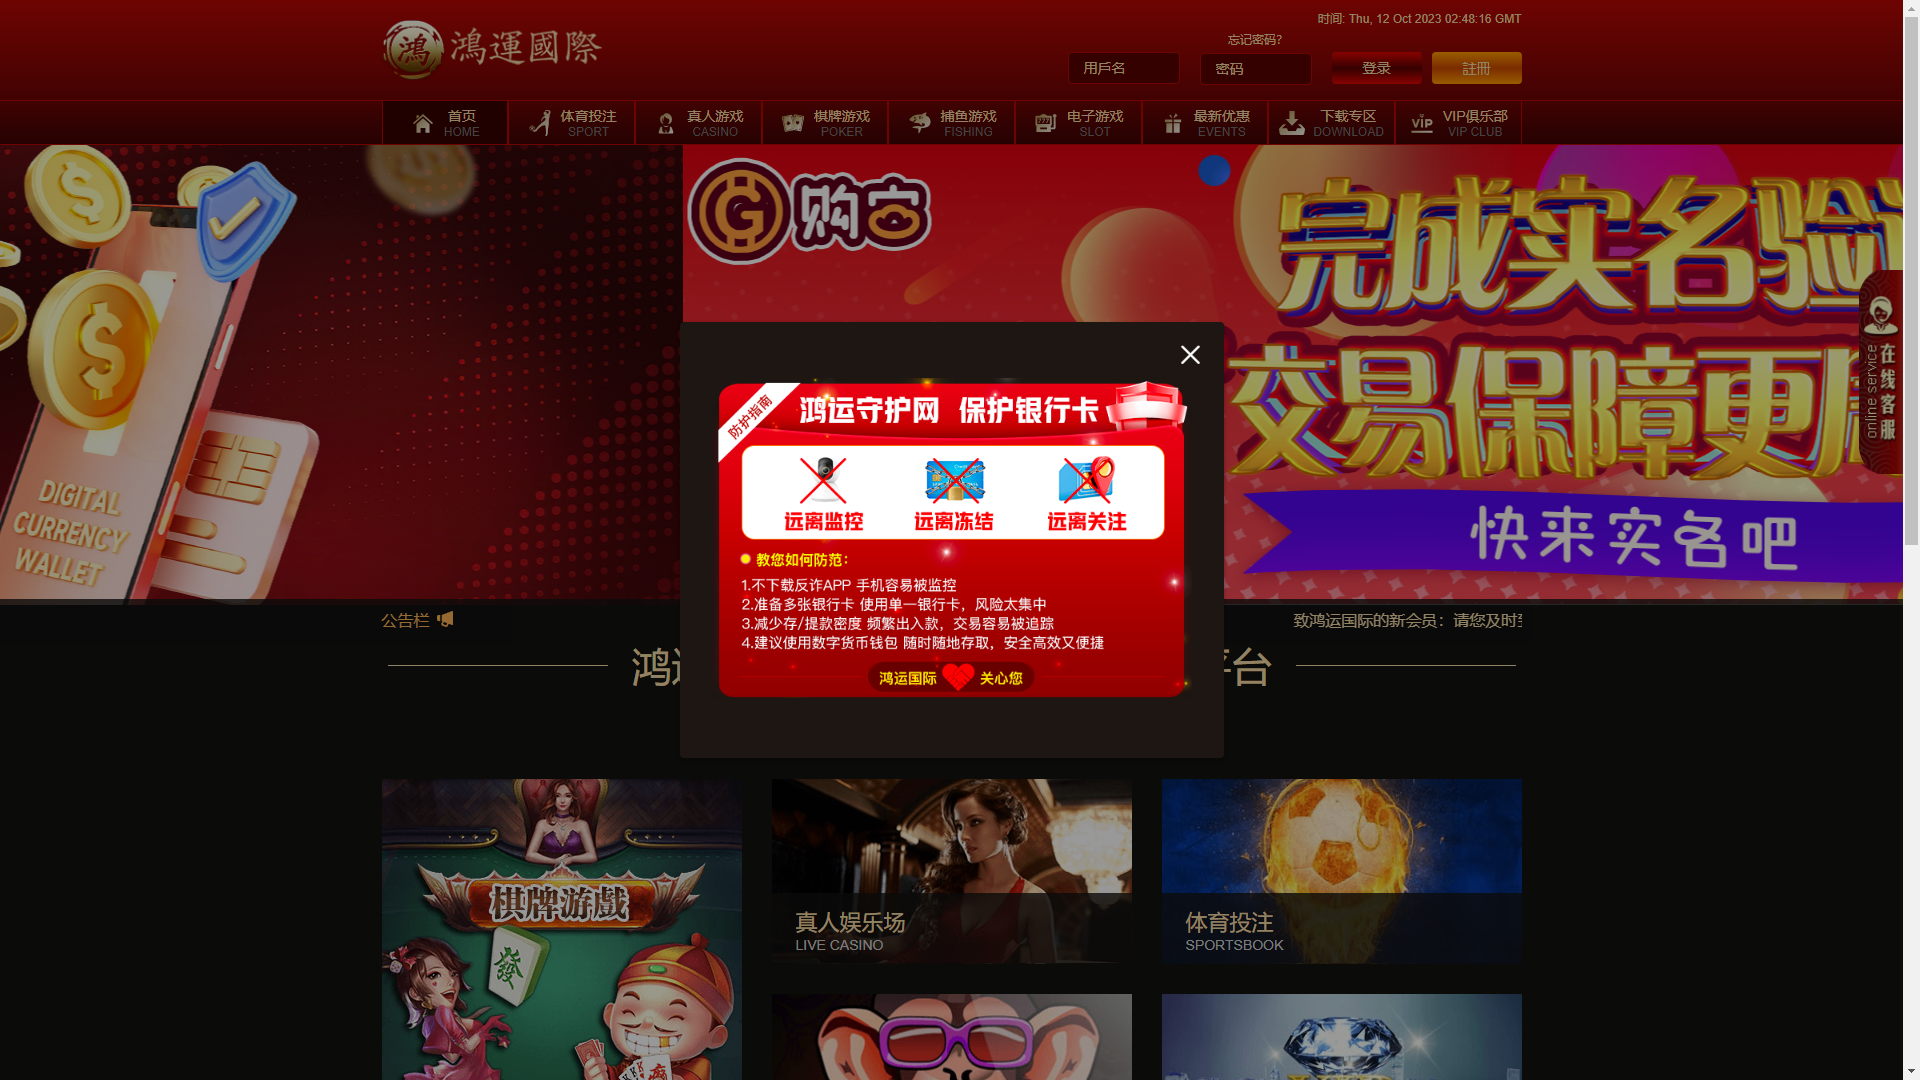 鴻運國際
时间: Thu, 12 Oct 2023 02:48:16 GMT
忘记密码?
用戶名
密码
登录
註冊
首页
HOME
体育投注
SPORT
真人游戏
CASINO
棋牌游戏
POKER
捕鱼游戏
FISHING
电子游戏
SLOT
最新优惠
EVENTS
下载专区
DOWNLOAD
VIP俱乐部
VIP CLUB
DIGITAL
CURRENCY
WALLET
购宝
完成实名验
交易保障更
快来实名吧
在线客服
online service
防护指南
鸿运守护网 保护银行卡
远离监控
远离冻结
远离关注
教您如何防范：
1.不下载反诈APP 手机容易被监控
2.准备多张银行卡 使用单一银行卡，风险太集中
3.减少存/提款密度 频繁出入款，交易容易被追踪
4.建议使用数字货币钱包 随时随地存取，安全高效又便捷
鸿运国际 关心您
公告栏
致鸿运国际的新会员：请您及时
鸿
台
棋牌游戲
發
真人娱乐场
LIVE CASINO
体育投注
SPORTSBOOK